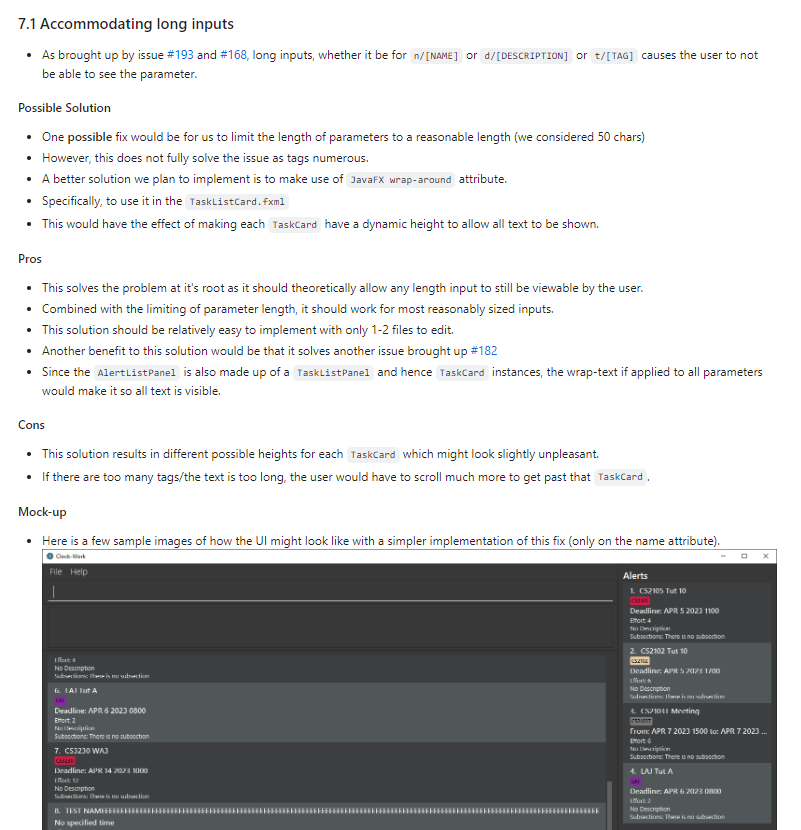 7.1 Accommodating long inputs
As brought up by issue #193 and #168, long inputs, whether it be for n/[NAME] or d/[DESCRIPTION] or t/[TAG] causes the user to not
be able to see the parameter.
Possible Solution
One possible fix would be for us to limit the length of parameters to a reasonable length (we considered 50 chars)
However, this does not fully solve the issue as tags numerous.
A better solution we plan to implement is to make use of JavaFX wrap-around attribute.
Specifically, to use it in the TaskListCard.fxml
This would have the effect of making each TaskCard have a dynamic height to allow all text to be shown.
Pros
This solves the problem at it's root as it should theoretically allow any length input to still be viewable by the user.
Combined with the limiting of parameter length, it should work for most reasonably sized inputs.
This solution should be relatively easy to implement with only 1-2 files to edit.
Another benefit to this solution would be that it solves another issue brought up #182
Since the AlertListPanel is also made up of a TaskListPanel and hence TaskCard instances, the wrap-text if applied to all parameters
would make it so all text is visible.
Cons
This solution results in different possible heights for each TaskCard which might look slightly unpleasant.
If there are too many tags/the text is too long, the user would have to scroll much more to get past that TaskCard.
Mock-up
Here is a few sample images of how the UI might look like with a simpler implementation of this fix (only on the name attribute).
Clock-Work
File Help
Effort: 4
No Description
Subsections: There is no subsection
6. LAJ Tut A
LAJ
Deadline: APR 6 2023 0800
Effort: 2
No Description
Subsections: There is no subsection
7. CS3230 WA3
CS3230
Deadline: APR 14 2023 1000
Effort: 12
No Description
Subsections: There is no subsection
8. TEST
No specified time
Alerts
1. CS2105 Tut 10
CS2105
Deadline: APR 5 2023 1100
Effort: 4
No Description
Subsections: There is no subsection
2. CS2102 Tut 10
CS2102
Deadline: APR 5 2023 1700
Effort: 6
No Description
Subsections: There is no subsection
3. Meeting
From: APR 7 2023 1500 to: APR 7 2023 ...
Effort: 0
No Description
Subsections: There is no subsection
4. LAJ Tut A
LAJ
Deadline: APR 6 2023 0800
Effort: 2
No Description
Subsections: There is no subsection